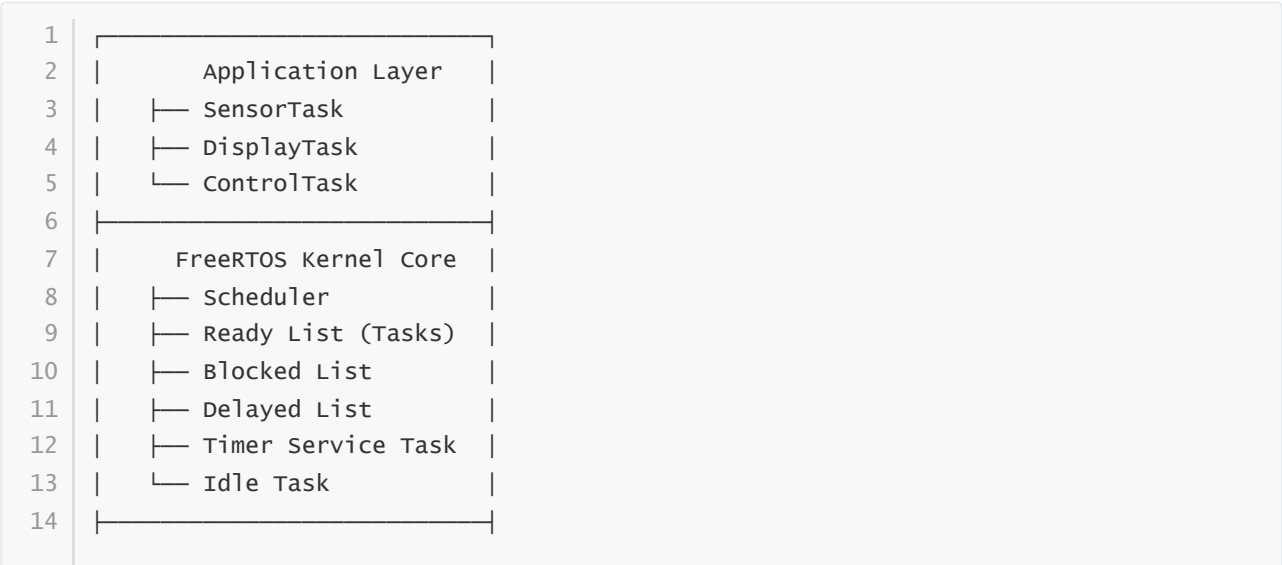 1 ┌────────────────────────────┐
2 │       Application Layer   │
3 │   ├── SensorTask          │
4 │   ├── DisplayTask         │
5 │   └── ControlTask         │
6 ├────────────────────────────┤
7 │     FreeRTOS Kernel Core  │
8 │   ├── Scheduler           │
9 │   ├── Ready List (Tasks)  │
10 │   ├── Blocked List        │
11 │   ├── Delayed List        │
12 │   ├── Timer Service Task  │
13 │   └── Idle Task           │
14 ├────────────────────────────┤